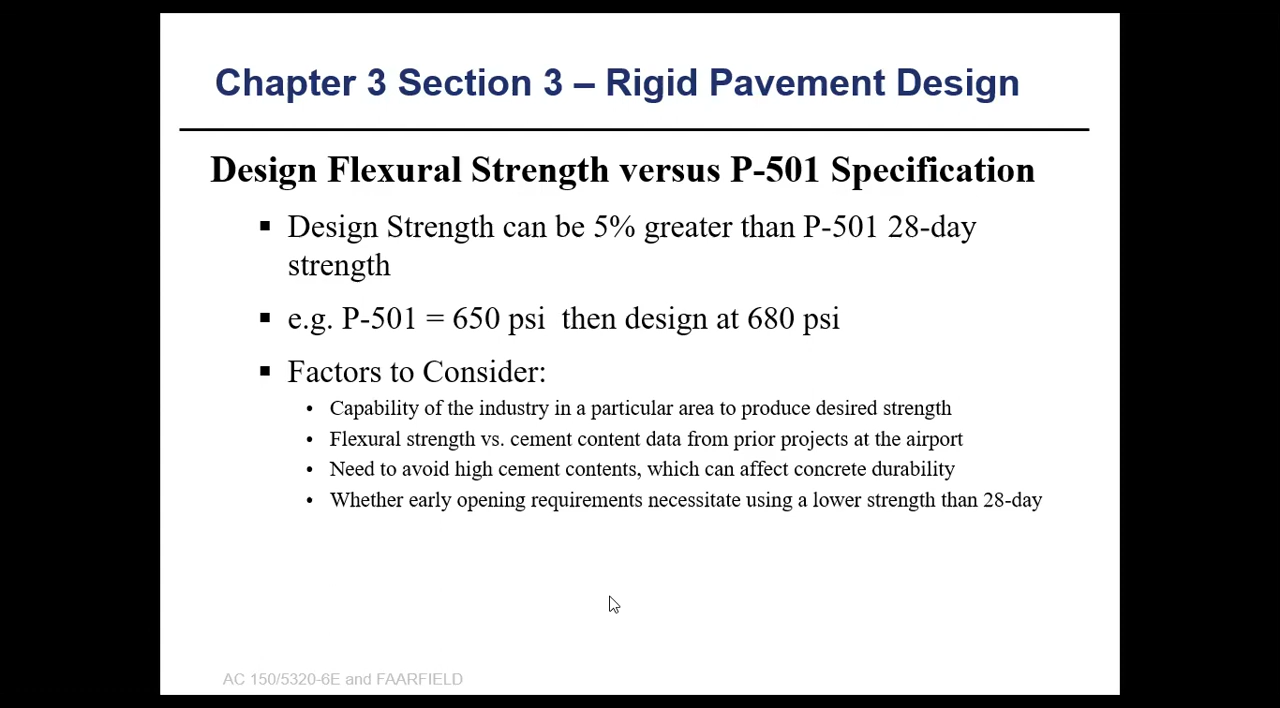 Chapter 3 Section 3 – Rigid Pavement Design
Design Flexural Strength versus P-501 Specification
▪ Design Strength can be 5% greater than P-501 28-day
strength
▪ e.g. P-501 = 650 psi  then design at 680 psi
▪ Factors to Consider:
• Capability of the industry in a particular area to produce desired strength
• Flexural strength vs. cement content data from prior projects at the airport
• Need to avoid high cement contents, which can affect concrete durability
• Whether early opening requirements necessitate using a lower strength than 28-day
AC 150/5320-6E and FAARFIELD